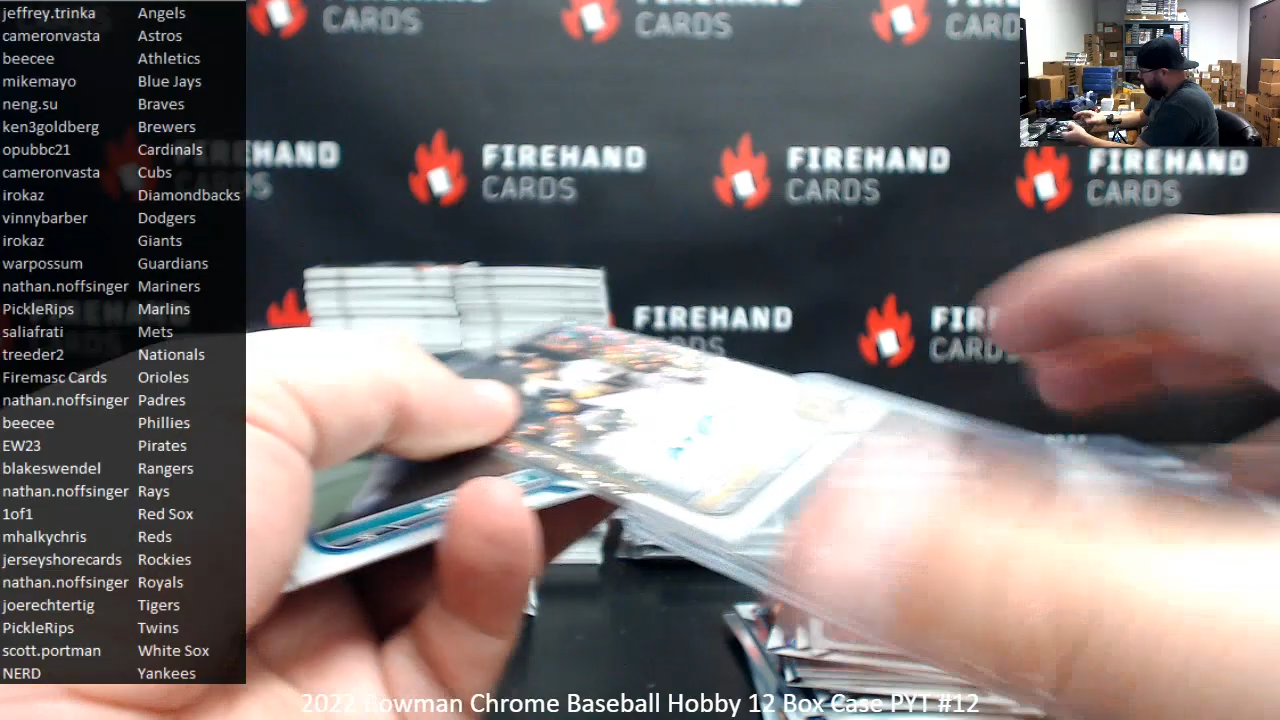 jeffrey.trinka Angels
cameronvasta Astros
beecee Athletics
mikemayo Blue Jays
neng.su Braves
ken3goldberg Brewers
opubbc21 Cardinals
cameronvasta Cubs
irokaz Diamondbacks
vinnybarber Dodgers
irokaz Giants
warpossum Guardians
nathan.noffsinger Mariners
PickleRips Marlins
saliafrati Mets
treeder2 Nationals
Firemasc Cards Orioles
nathan.noffsinger Padres
beecee Phillies
EW23 Pirates
blakeswendel Rangers
nathan.noffsinger Rays
1of1 Red Sox
mhalkychris Reds
jerseyshorecards Rockies
nathan.noffsinger Royals
joerechtertig Tigers
PickleRips Twins
scott.portman White Sox
NERD Yankees
CARDS
CARDS
CARD
FIREHAND
CARDS
FIREHAND
CARDS
FIREHAND
CARDS
FIREHAND
FIR
CARDS
2022 Bowman Chrome Baseball Hobby 12 Box Case PYT #12